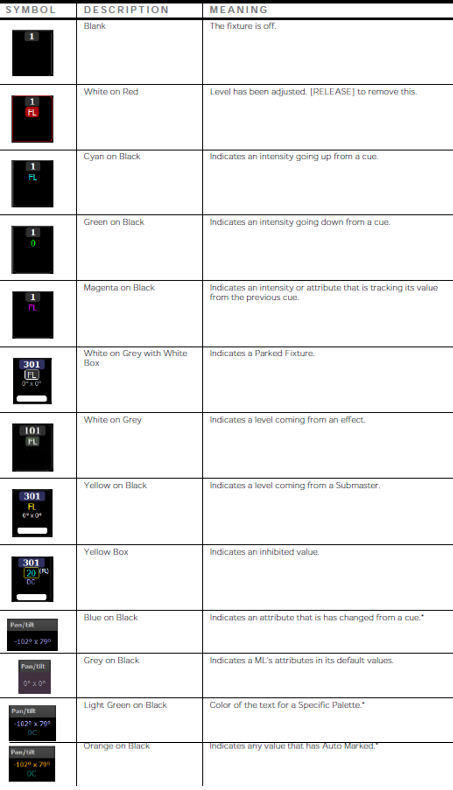 SYMBOL DESCRIPTION MEANING
Blank The fixture is off.
1
White on Red Level has been adjusted. [RELEASE] to remove this.
1
FL
Cyan on Black Indicates an intensity going up from a cue.
1
FL
Green on Black Indicates an intensity going down from a cue.
1
0
Magenta on Black Indicates an intensity or attribute that is tracking its value
from the previous cue.
1
FL
White on Grey with White Indicates a Parked Fixture.
Box
301
FL
0° x 0°
White on Grey Indicates a level coming from an effect.
101
FL
Yellow on Black Indicates a level coming from a Submaster.
301
FL
0° x 0°
Yellow Box Indicates an inhibited value.
301
20 (FL)
OC
Blue on Black Indicates an attribute that is has changed from a cue.*
Pan/tilt
-102° x 79°
Grey on Black Indicates a ML's attributes in its default values.
Pan/tilt
0° x 0°
Light Green on Black Color of the text for a Specific Palette.*
Pan/tilt
-102° x 79°
OC
Orange on Black Indicates any value that has Auto Marked.*
Pan/tilt
-102° x 79°
OC